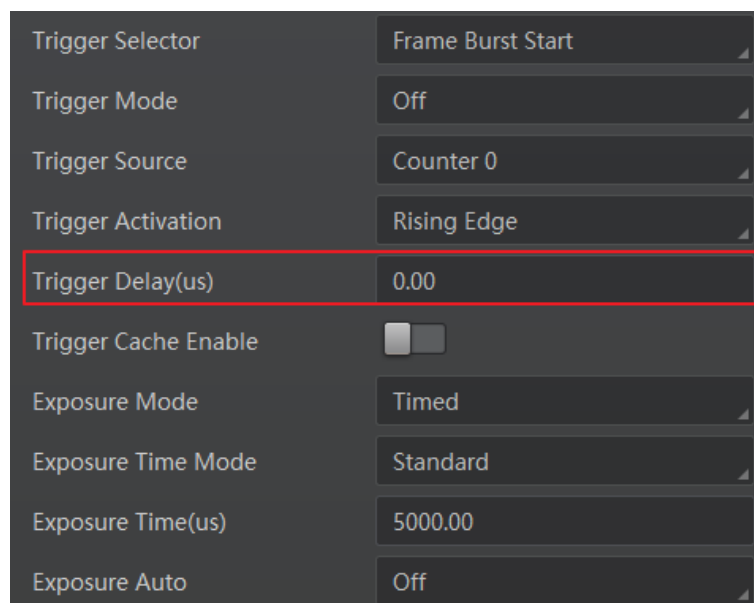 Trigger Selector Frame Burst Start
Trigger Mode Off
Trigger Source Counter 0
Trigger Activation Rising Edge
Trigger Delay(us) 0.00
Trigger Cache Enable
Exposure Mode Timed
Exposure Time Mode Standard
Exposure Time(us) 5000.00
Exposure Auto Off